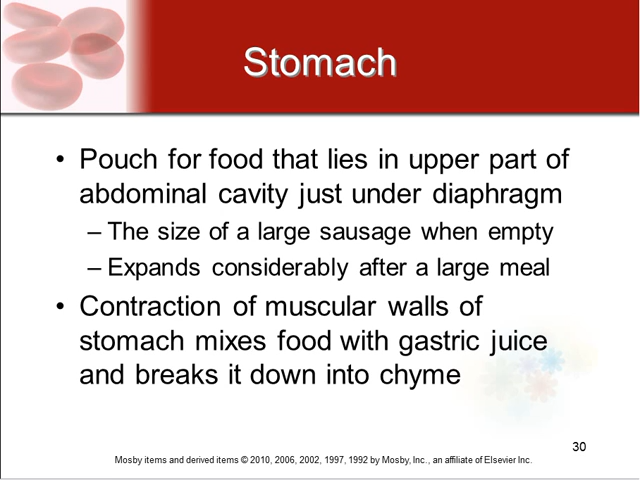 Stomach
• Pouch for food that lies in upper part of
abdominal cavity just under diaphragm
– The size of a large sausage when empty
– Expands considerably after a large meal
• Contraction of muscular walls of
stomach mixes food with gastric juice
and breaks it down into chyme
30
Mosby items and derived items © 2010, 2006, 2002, 1997, 1992 by Mosby, Inc., an affiliate of Elsevier Inc.